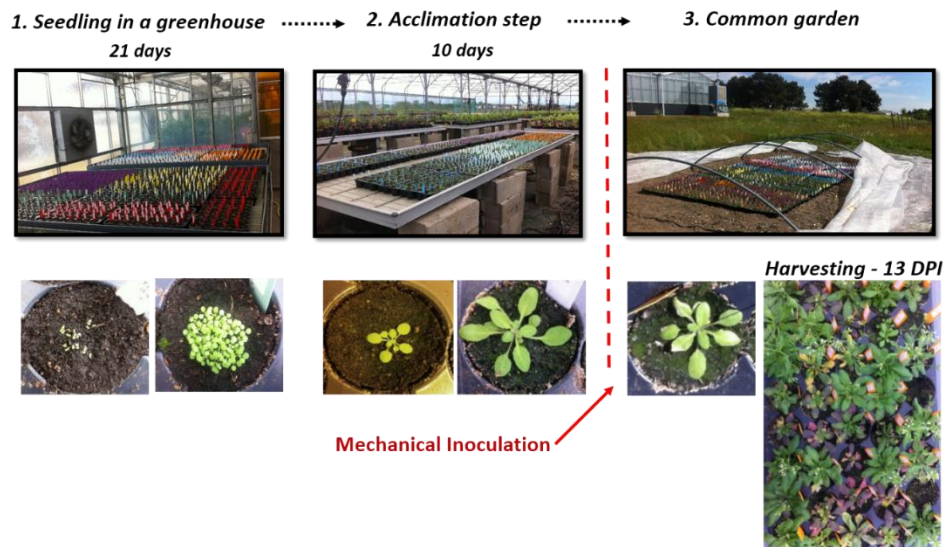 1. Seedling in a greenhouse
2. Acclimation step
3. Common garden
21 days
10 days
Harvesting - 13 DPI
Mechanical Inoculation